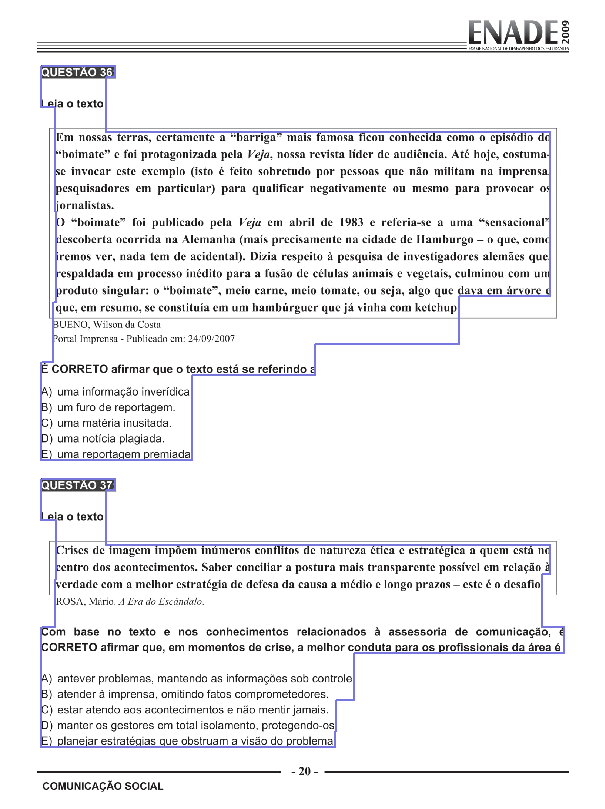 ENADE 2009
EXAME NACIONAL DE DESEMPENHO DOS ESTUDANTES
QUESTÃO 36
Leia o texto
Em nossas terras, certamente a “barriga” mais famosa ficou conhecida como o episódio do
“boimate” e foi protagonizada pela Veja, nossa revista líder de audiência. Até hoje, costuma-
se invocar este exemplo (isto é feito sobretudo por pessoas que não militam na imprensa,
pesquisadores em particular) para qualificar negativamente ou mesmo para provocar os
jornalistas.
O “boimate” foi publicado pela Veja em abril de 1983 e referia-se a uma “sensacional”
descoberta ocorrida na Alemanha (mais precisamente na cidade de Hamburgo – o que, como
iremos ver, nada tem de acidental). Dizia respeito à pesquisa de investigadores alemães que,
respaldada em processo inédito para a fusão de células animais e vegetais, culminou com um
produto singular: o “boimate”, meio carne, meio tomate, ou seja, algo que dava em árvore e
que, em resumo, se constituía em um hambúrguer que já vinha com ketchup
BUENO, Wilson da Costa
Portal Imprensa - Publicado em: 24/09/2007
É CORRETO afirmar que o texto está se referindo a
A) uma informação inverídica
B) um furo de reportagem.
C) uma matéria inusitada.
D) uma notícia plagiada.
E) uma reportagem premiada
QUESTÃO 37
Leia o texto
Crises de imagem impõem inúmeros conflitos de natureza ética e estratégica a quem está no
centro dos acontecimentos. Saber conciliar a postura mais transparente possível em relação à
verdade com a melhor estratégia de defesa da causa a médio e longo prazos – este é o desafio
ROSA, Mário. A Era do Escândalo.
Com base no texto e nos conhecimentos relacionados à assessoria de comunicação, é
CORRETO afirmar que, em momentos de crise, a melhor conduta para os profissionais da área é
A) antever problemas, mantendo as informações sob controle
B) atender à imprensa, omitindo fatos comprometedores.
C) estar atento aos acontecimentos e não mentir jamais.
D) manter os gestores em total isolamento, protegendo-os
E) planejar estratégias que obstruam a visão do problema
- 20 -
COMUNICAÇÃO SOCIAL